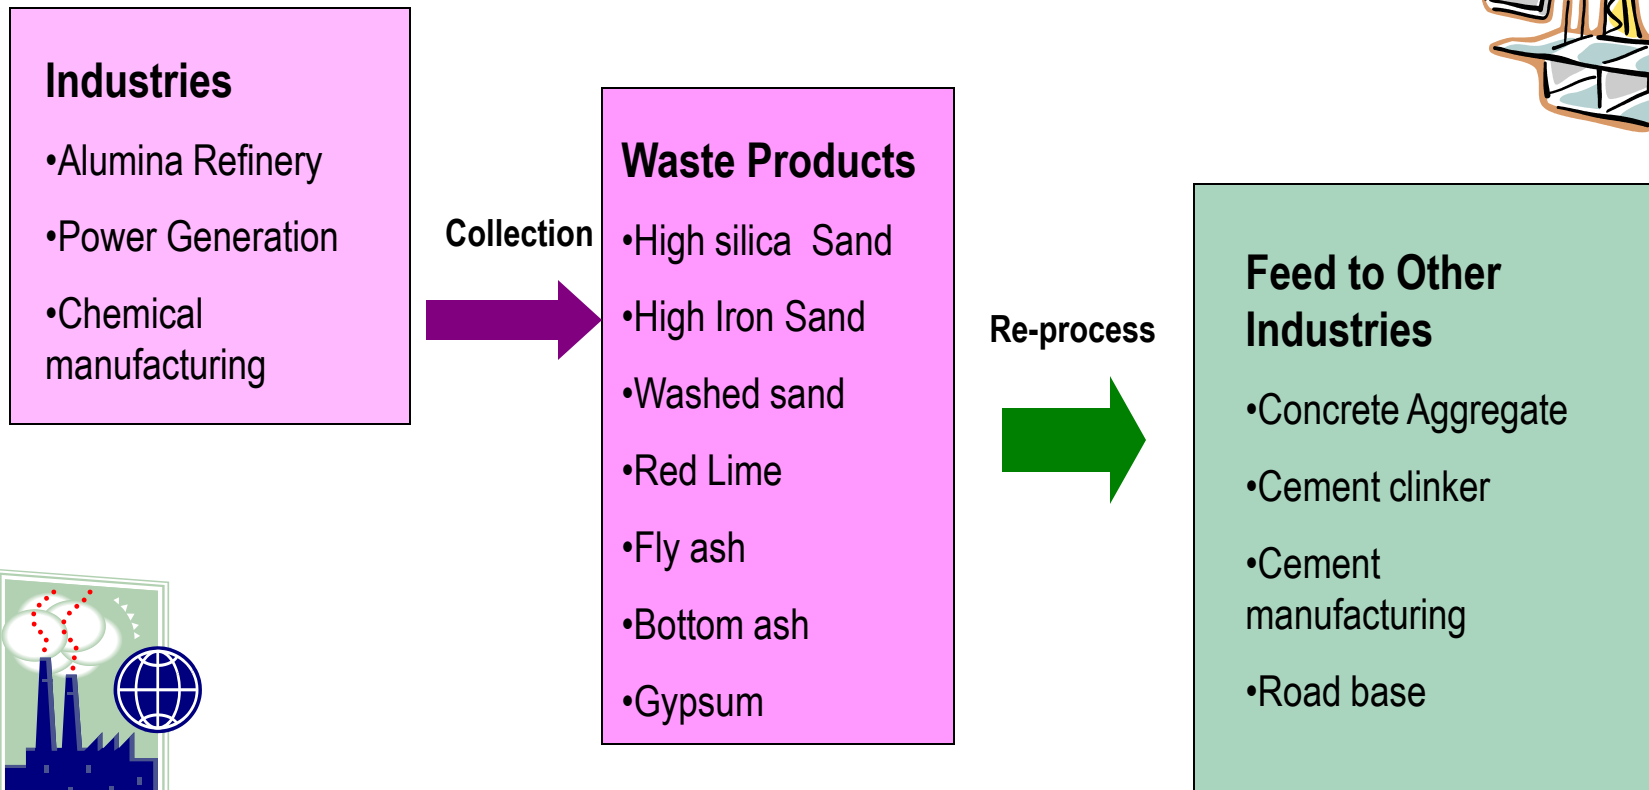 Industries
•Alumina Refinery
•Power Generation
•Chemical
manufacturing
Collection
Waste Products
•High silica  Sand
•High Iron Sand
•Washed sand
•Red Lime
•Fly ash
•Bottom ash
•Gypsum
Re-process
Feed to Other
Industries
•Concrete Aggregate
•Cement clinker
•Cement
manufacturing
•Road base